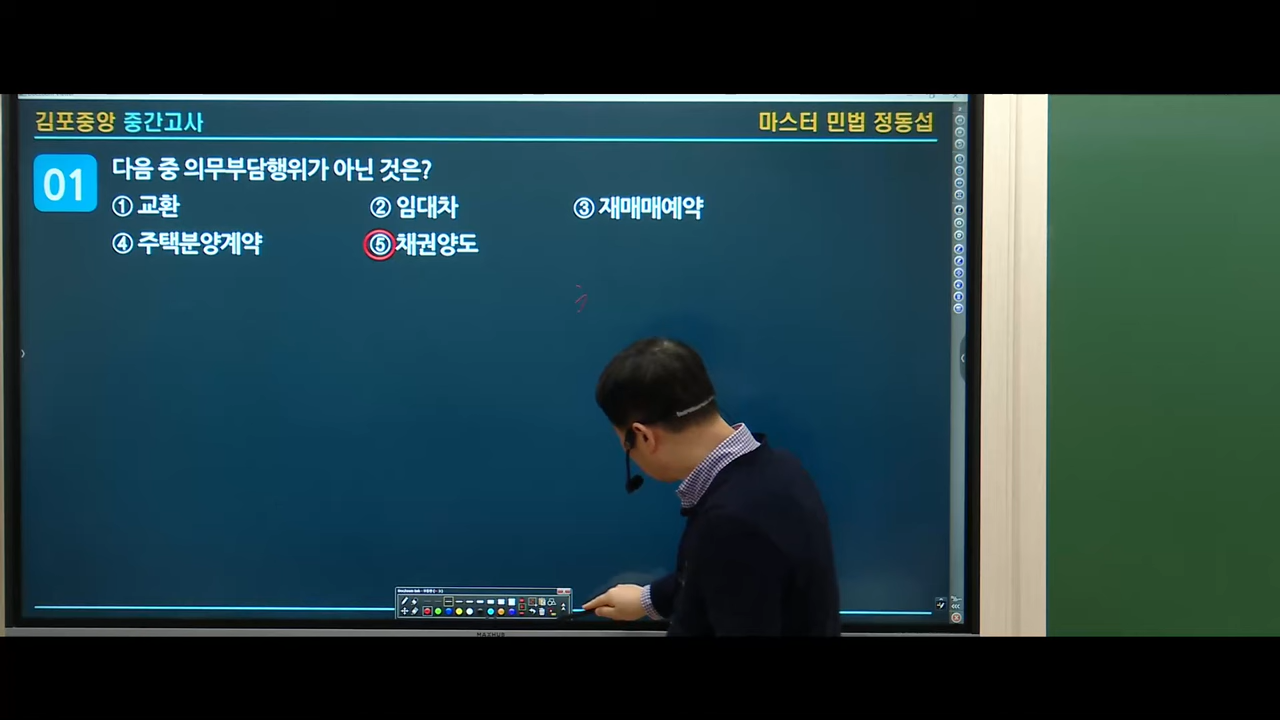 김포중앙 중간고사
마스터 민법 정동섭
01 다음 중 의무부담행위가 아닌 것은?
① 교환 ② 임대차 ③ 재매매예약
④ 주택분양계약 ⑤ 채권양도
MAXHUB